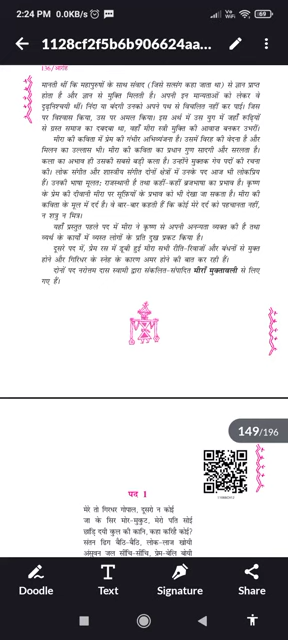 2:24 PM
0.0KB/s
Vo WiFi
69
1128cf2f5b6b906624aa...
136/आरोह
मानती थीं कि महापुरुषों के साथ संवाद (जिसे सत्संग कहा जाता था) से ज्ञान प्राप्त
होता है और ज्ञान से मुक्ति मिलती है। अपनी इन मान्यताओं को लेकर वे
दृढ़निश्चयी थीं। निंदा या बंदगी उनको अपने पथ से विचलित नहीं कर पाई। जिस
पर विश्वास किया, उस पर अमल किया। इस अर्थ में उस युग में जहाँ रूढ़ियों
से ग्रस्त समाज का दबदबा था, वहाँ मीरा स्त्री मुक्ति की आवाज़ बनकर उभरीं।
मीरा की कविता में प्रेम की गंभीर अभिव्यंजना है। उसमें विरह की वेदना है और
मिलन का उल्लास भी। मीरा की कविता का प्रधान गुण सादगी और सरलता है।
कला का अभाव ही उसकी सबसे बड़ी कला है। उन्होंने मुक्तक गेय पदों की रचना
की। लोक संगीत और शास्त्रीय संगीत दोनों क्षेत्रों में उनके पद आज भी लोकप्रिय
हैं। उनकी भाषा मूलतः राजस्थानी है तथा कहीं-कहीं ब्रजभाषा का प्रभाव है। कृष्ण
के प्रेम की दीवानी मीरा पर सूफियों के प्रभाव को भी देखा जा सकता है। मीरा की
कविता के मूल में दर्द है। वे बार-बार कहती हैं कि कोई मेरे दर्द को पहचानता नहीं,
न शत्रु न मित्र।
यहाँ प्रस्तुत पहले पद में मीरा ने कृष्ण से अपनी अनन्यता व्यक्त की है तथा
व्यर्थ के कार्यों में व्यस्त लोगों के प्रति दुख प्रकट किया है।
दूसरे पद में, प्रेम रस में डूबी हुई मीरा सभी रीति-रिवाजों और बंधनों से मुक्त
होने और गिरिधर के स्नेह के कारण अमर होने की बात कर रही हैं।
दोनों पद नरोत्तम दास स्वामी द्वारा संकलित-संपादित मीराँ मुक्तावली से लिए
गए हैं।
149/196
पद 1
मेरे तो गिरधर गोपाल, दूसरो न कोई
जा के सिर मोर-मुकुट, मेरो पति सोई
छांड़ि दयी कुल की कानि, कहा करिहै कोई?
संतन ढिग बैठि-बैठि, लोक-लाज खोयी
अंसुवन जल सींचि-सींचि, प्रेम-बेलि बोयी
Doodle
Text
Signature
Share